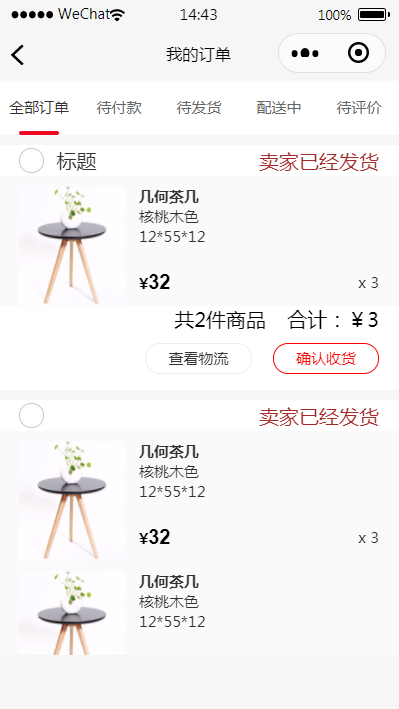 WeChat 14:43 100%
我的订单
全部订单 待付款 待发货 配送中 待评价
标题 卖家已经发货
几何茶几
核桃木色
12*55*12
¥32 x 3
共2件商品 合计：¥ 3
查看物流 确认收货
卖家已经发货
几何茶几
核桃木色
12*55*12
¥32 x 3
几何茶几
核桃木色
12*55*12